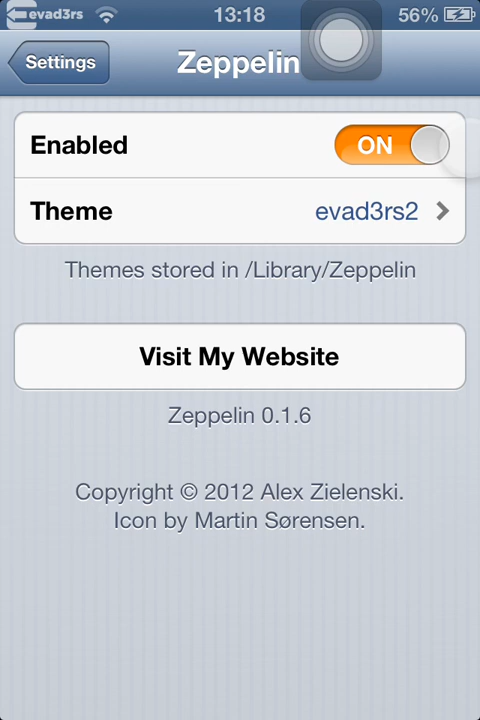 evad3rs 13:18 56%
Settings Zeppelin
Enabled ON
Theme evad3rs2
Themes stored in /Library/Zeppelin
Visit My Website
Zeppelin 0.1.6
Copyright © 2012 Alex Zielenski.
Icon by Martin Sørensen.